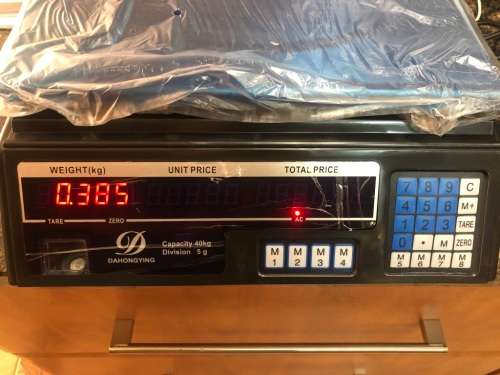 WEIGHT(kg) UNIT PRICE TOTAL PRICE
0.385
TARE ZERO AC
D
DAHONGYING
Capacity 40kg
Division 5 g
M 1 M 2 M 3 M 4
7 8 9 C
4 5 6 M+
1 2 3 TARE
0 • M ZERO
M 5 M 6 M 7 M 8